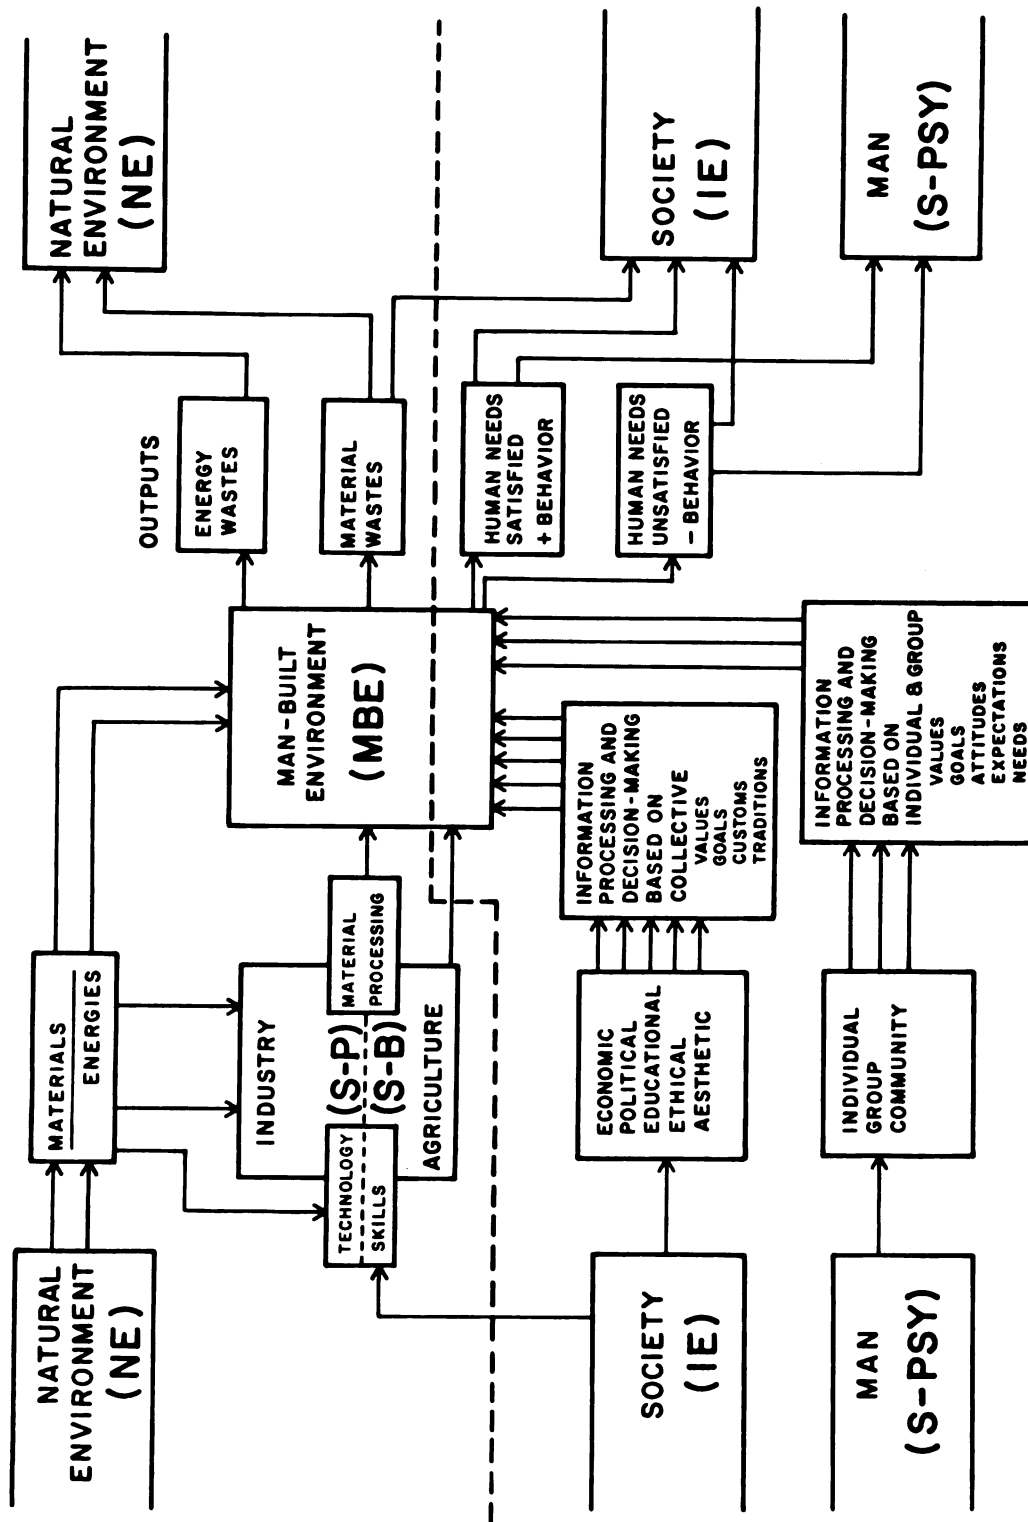 NATURAL
ENVIRONMENT
(NE)
MATERIALS
ENERGIES
INDUSTRY
(S-P)
(S-B)
AGRICULTURE
TECHNOLOGY
SKILLS
MATERIAL
PROCESSING
MAN-BUILT
ENVIRONMENT
(MBE)
OUTPUTS
ENERGY
WASTES
MATERIAL
WASTES
NATURAL
ENVIRONMENT
(NE)
SOCIETY
(IE)
ECONOMIC
POLITICAL
EDUCATIONAL
ETHICAL
AESTHETIC
INFORMATION
PROCESSING AND
DECISION-MAKING
BASED ON
COLLECTIVE
VALUES
GOALS
CUSTOMS
TRADITIONS
HUMAN NEEDS
SATISFIED
+ BEHAVIOR
HUMAN NEEDS
UNSATISFIED
- BEHAVIOR
SOCIETY
(IE)
MAN
(S-PSY)
INDIVIDUAL
GROUP
COMMUNITY
INFORMATION
PROCESSING AND
DECISION-MAKING
BASED ON
INDIVIDUAL & GROUP
VALUES
GOALS
ATTITUDES
EXPECTATIONS
NEEDS
MAN
(S-PSY)